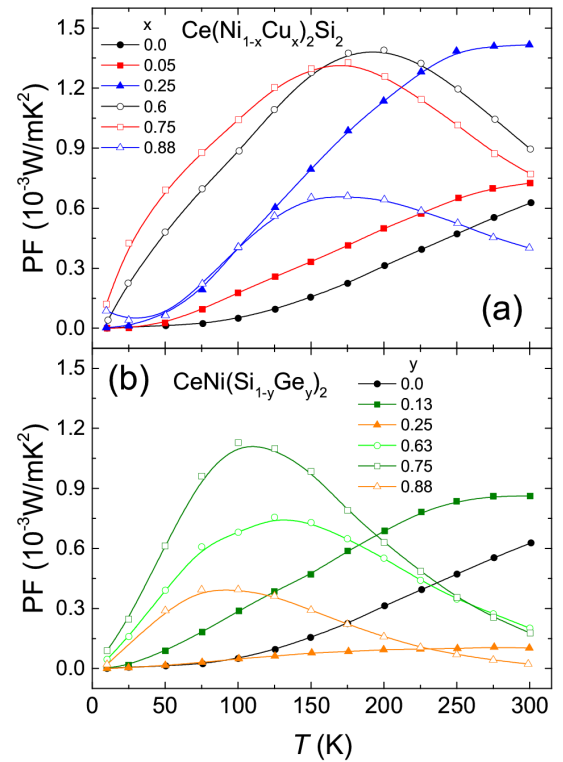 x
Ce(Ni1-xCux)2Si2
0.0
0.05
0.25
0.6
0.75
0.88
1.5
1.2
0.9
0.6
0.3
0.0
PF (10-3W/mK2)
(a)
(b)
CeNi(Si1-yGey)2
y
0.0
0.13
0.25
0.63
0.75
0.88
1.5
1.2
0.9
0.6
0.3
0.0
PF (10-3W/mK2)
0 50 100 150 200 250 300
T (K)